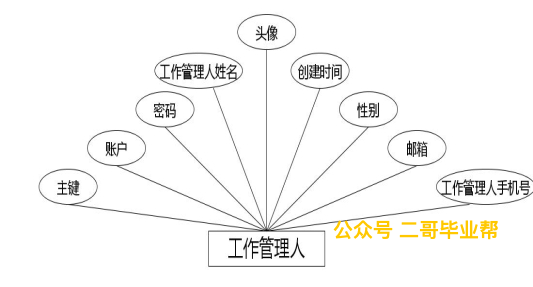 头像
工作管理人姓名
创建时间
密码
性别
账户
邮箱
主键
工作管理人手机号
工作管理人
公众号 二哥毕业帮